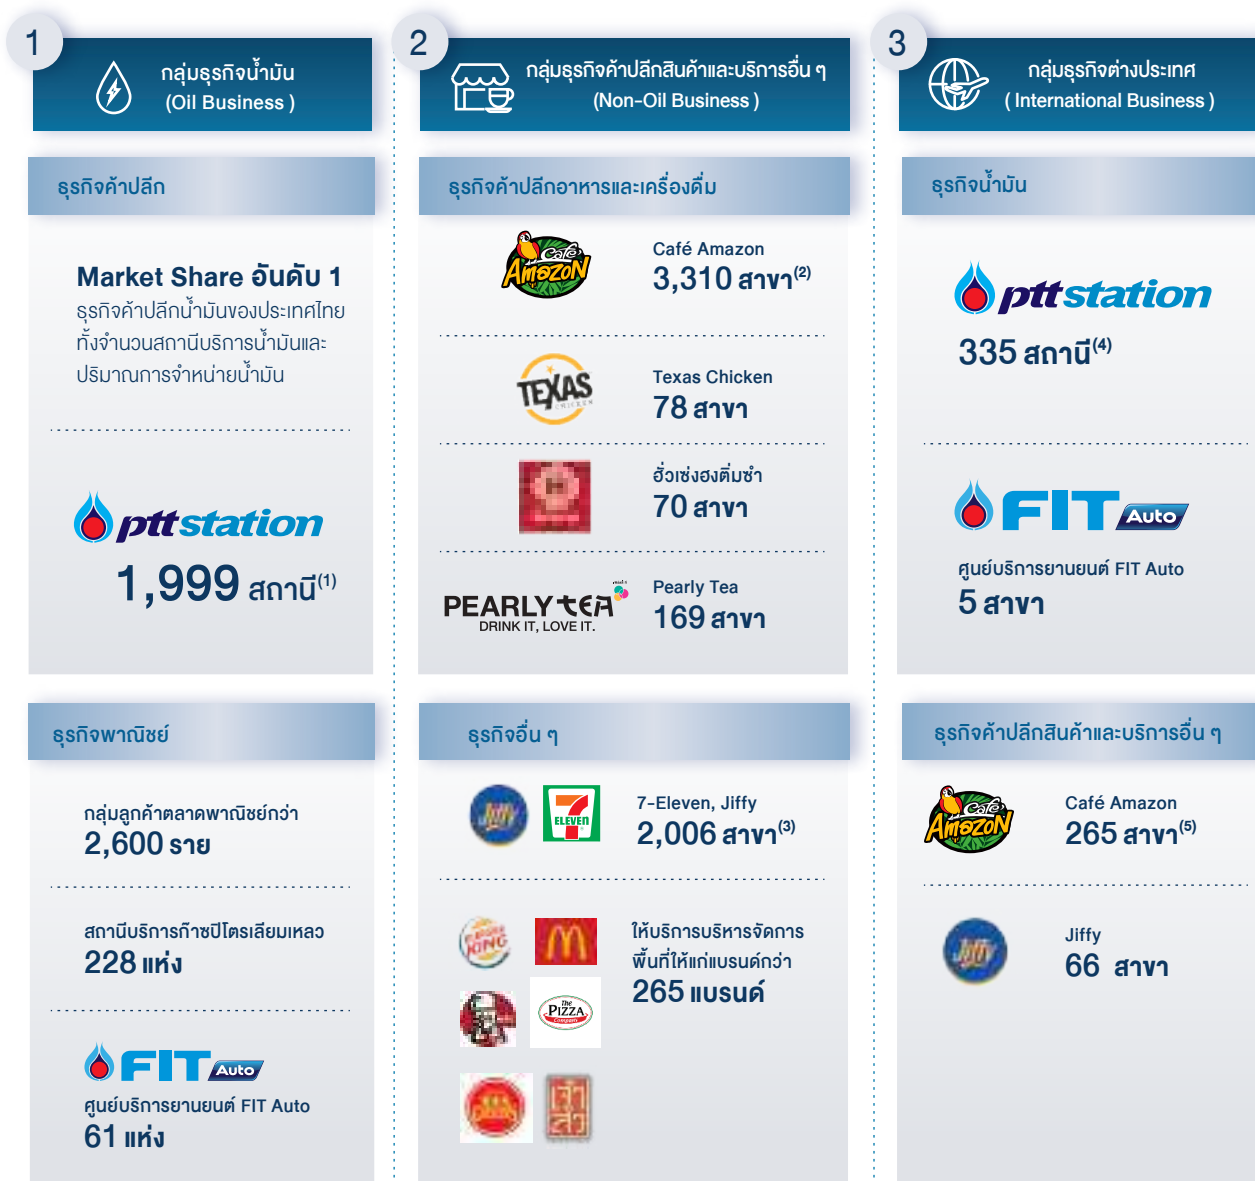 1
กลุ่มธุรกิจน้ำมัน
(Oil Business )
ธุรกิจค้าปลีก
Market Share อันดับ 1
ธุรกิจค้าปลีกน้ำมันของประเทศไทย
ทั้งจำนวนสถานีบริการน้ำมันและ
ปริมาณการจำหน่ายน้ำมัน
ptt station
1,999 สถานี(1)
ธุรกิจพาณิชย์
กลุ่มลูกค้าตลาดพาณิชย์กว่า
2,600 ราย
สถานีบริการก๊าซปิโตรเลียมเหลว
228 แห่ง
FIT Auto
ศูนย์บริการยานยนต์ FIT Auto
61 แห่ง
2
กลุ่มธุรกิจค้าปลีกสินค้าและบริการอื่น ๆ
(Non-Oil Business )
ธุรกิจค้าปลีกอาหารและเครื่องดื่ม
Café
AMAZON
Café Amazon
3,310 สาขา(2)
TEXAS
CHICKEN
Texas Chicken
78 สาขา
ฮั่วเซ่งฮงติ่มซำ
70 สาขา
PEARLY TEA
DRINK IT, LOVE IT.
Pearly Tea
169 สาขา
ธุรกิจอื่น ๆ
Jiffy
7
ELEVEN
7-Eleven, Jiffy
2,006 สาขา(3)
BURGER
KING
The
PIZZA
Company
ให้บริการบริหารจัดการ
พื้นที่ให้แก่แบรนด์กว่า
265 แบรนด์
เจ้า
สัว
3
กลุ่มธุรกิจต่างประเทศ
( International Business )
ธุรกิจน้ำมัน
ptt station
335 สถานี(4)
FIT Auto
ศูนย์บริการยานยนต์ FIT Auto
5 สาขา
ธุรกิจค้าปลีกสินค้าและบริการอื่น ๆ
Café
AMAZON
Café Amazon
265 สาขา(5)
Jiffy
Jiffy
66 สาขา